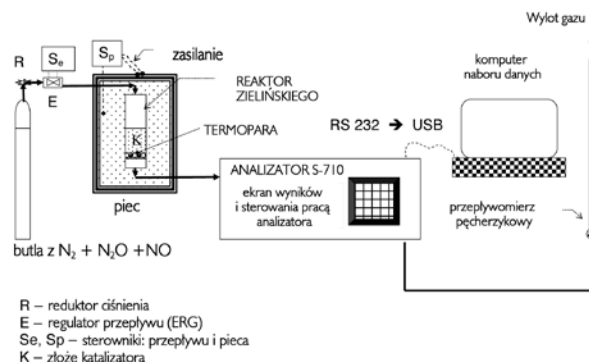 Wylot gazu
R
Se
Sp
zasilanie
E
komputer
naboru danych
REAKTOR
ZIELIŃSKIEGO
TERMOPARA
K
RS 232 → USB
ANALIZATOR S-710
ekran wyników
i sterowania pracą
analizatora
piec
przepływomierz
pęcherzykowy
butla z N₂ + N₂O +NO
R – reduktor ciśnienia
E – regulator przepływu (ERG)
Se, Sp – sterowniki: przepływu i pieca
K – złoże katalizatora